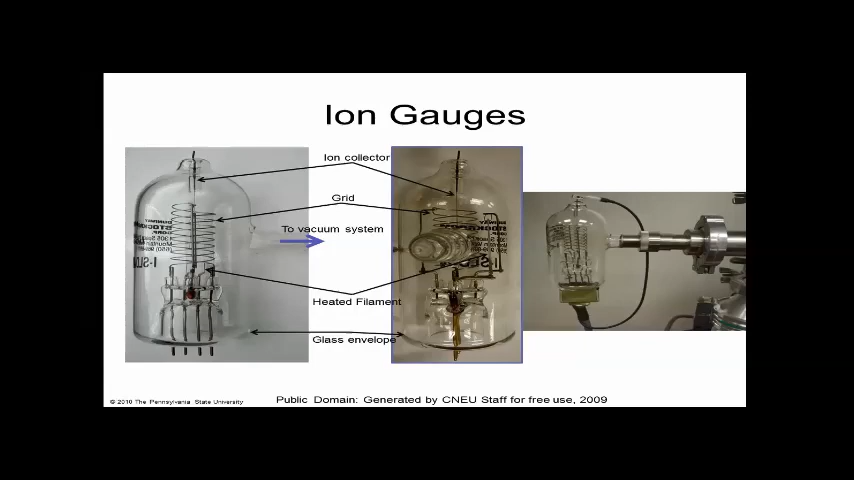 Ion Gauges
Ion collector
Grid
To vacuum system
Heated Filament
Glass envelope
I-SL
© 2010 The Pennsylvania State University
Public Domain: Generated by CNEU Staff for free use, 2009